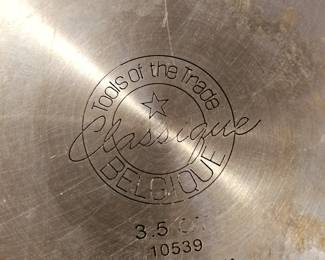 Tools of the Trade
Classique
BELGIQUE
3.5
10539